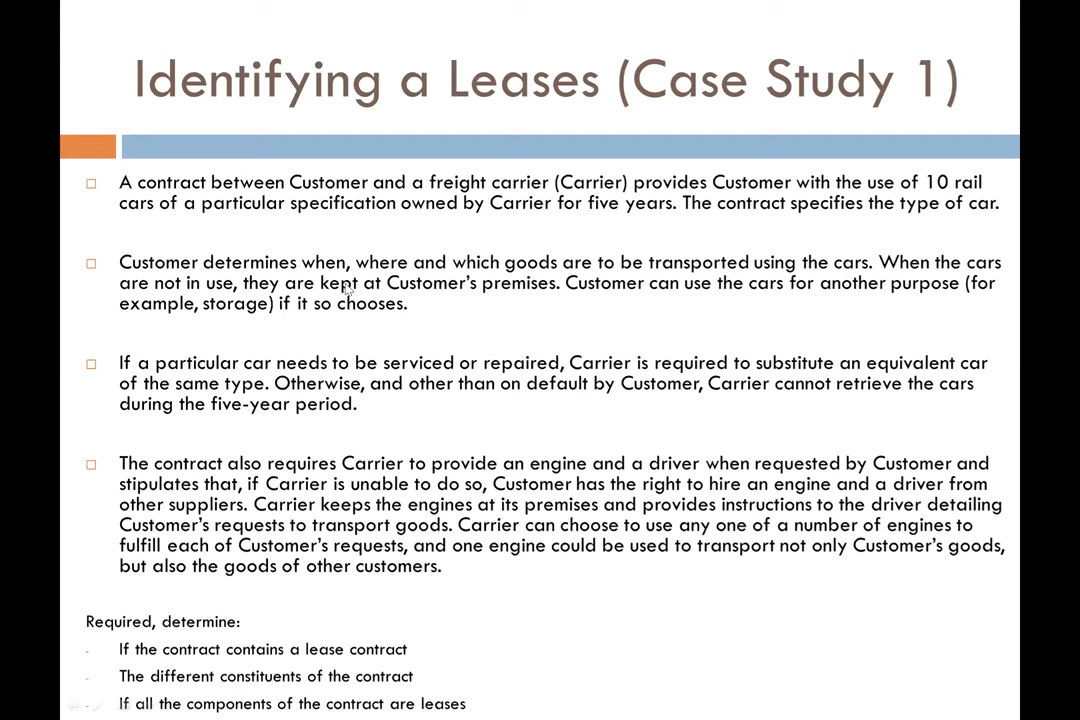 Identifying a Leases (Case Study 1)
A contract between Customer and a freight carrier (Carrier) provides Customer with the use of 10 rail
cars of a particular specification owned by Carrier for five years. The contract specifies the type of car.
Customer determines when, where and which goods are to be transported using the cars. When the cars
are not in use, they are kept at Customer's premises. Customer can use the cars for another purpose (for
example, storage) if it so chooses.
If a particular car needs to be serviced or repaired, Carrier is required to substitute an equivalent car
of the same type. Otherwise, and other than on default by Customer, Carrier cannot retrieve the cars
during the five-year period.
The contract also requires Carrier to provide an engine and a driver when requested by Customer and
stipulates that, if Carrier is unable to do so, Customer has the right to hire an engine and a driver from
other suppliers. Carrier keeps the engines at its premises and provides instructions to the driver detailing
Customer's requests to transport goods. Carrier can choose to use any one of a number of engines to
fulfill each of Customer's requests, and one engine could be used to transport not only Customer's goods,
but also the goods of other customers.
Required, determine:
- If the contract contains a lease contract
- The different constituents of the contract
- If all the components of the contract are leases